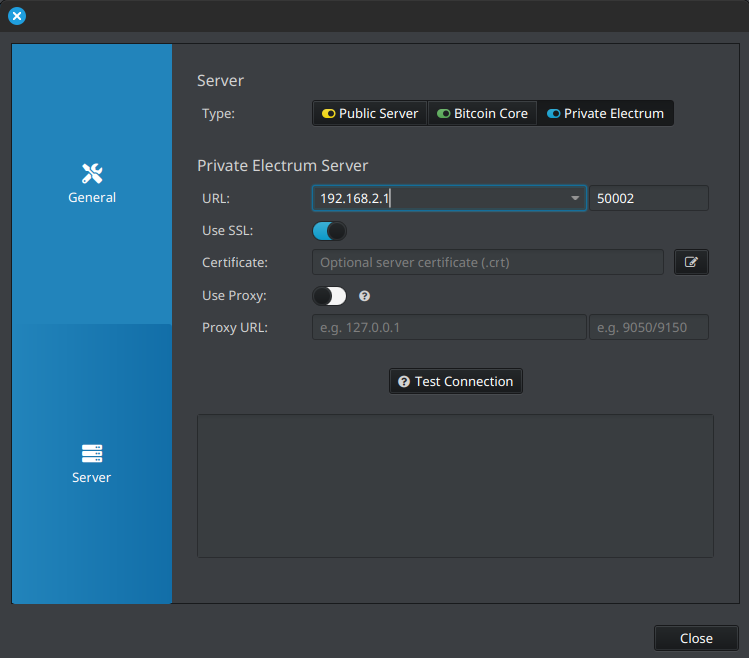 General
Server
Server
Type: Public Server Bitcoin Core Private Electrum
Private Electrum Server
URL: 192.168.2.1 50002
Use SSL:
Certificate: Optional server certificate (.crt)
Use Proxy: ?
Proxy URL: e.g. 127.0.0.1 e.g. 9050/9150
? Test Connection
Close